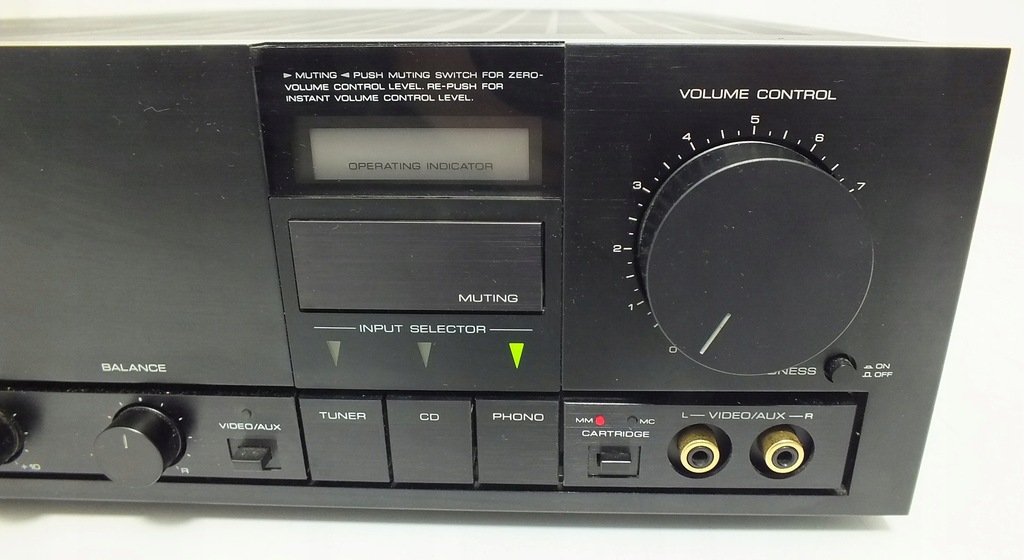 ► MUTING ◄ PUSH MUTING SWITCH FOR ZERO-
VOLUME CONTROL LEVEL. RE-PUSH FOR
INSTANT VOLUME CONTROL LEVEL.
OPERATING INDICATOR
MUTING
INPUT SELECTOR
TUNER
CD
PHONO
VOLUME CONTROL
0
1
2
3
4
5
6
7
ON
OFF
BALANCE
R
+10
VIDEO/AUX
MM
MC
CARTRIDGE
L — VIDEO/AUX — R